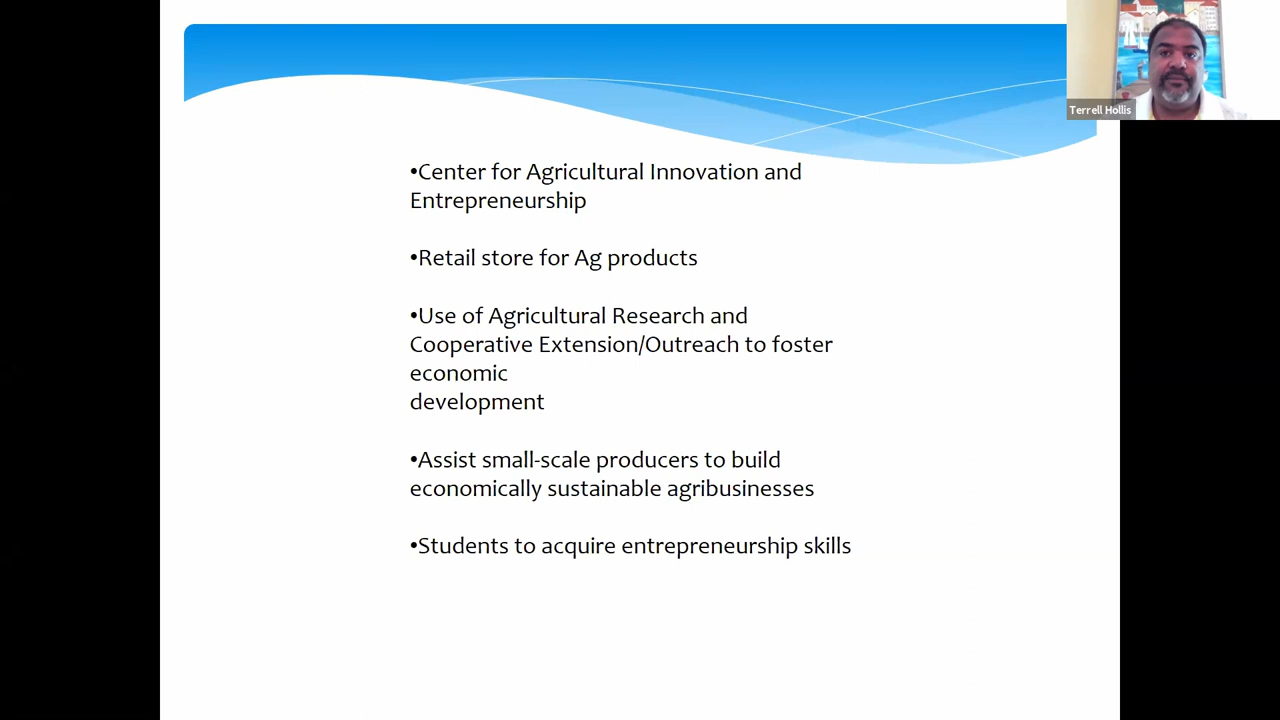 Terrell Hollis
•Center for Agricultural Innovation and
Entrepreneurship
•Retail store for Ag products
•Use of Agricultural Research and
Cooperative Extension/Outreach to foster
economic
development
•Assist small-scale producers to build
economically sustainable agribusinesses
•Students to acquire entrepreneurship skills